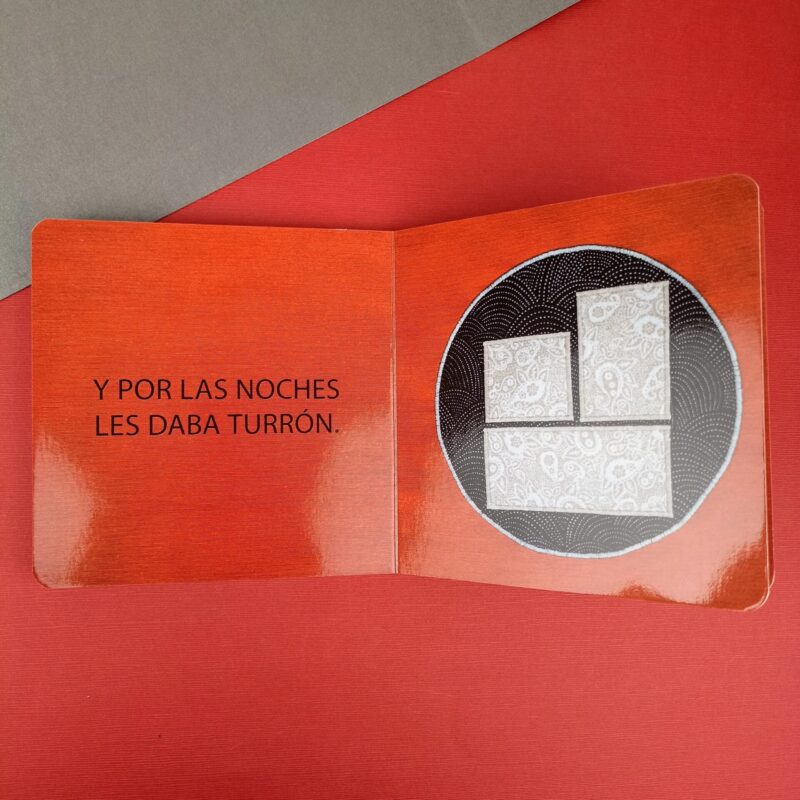 Y POR LAS NOCHES
LES DABA TURRÓN.